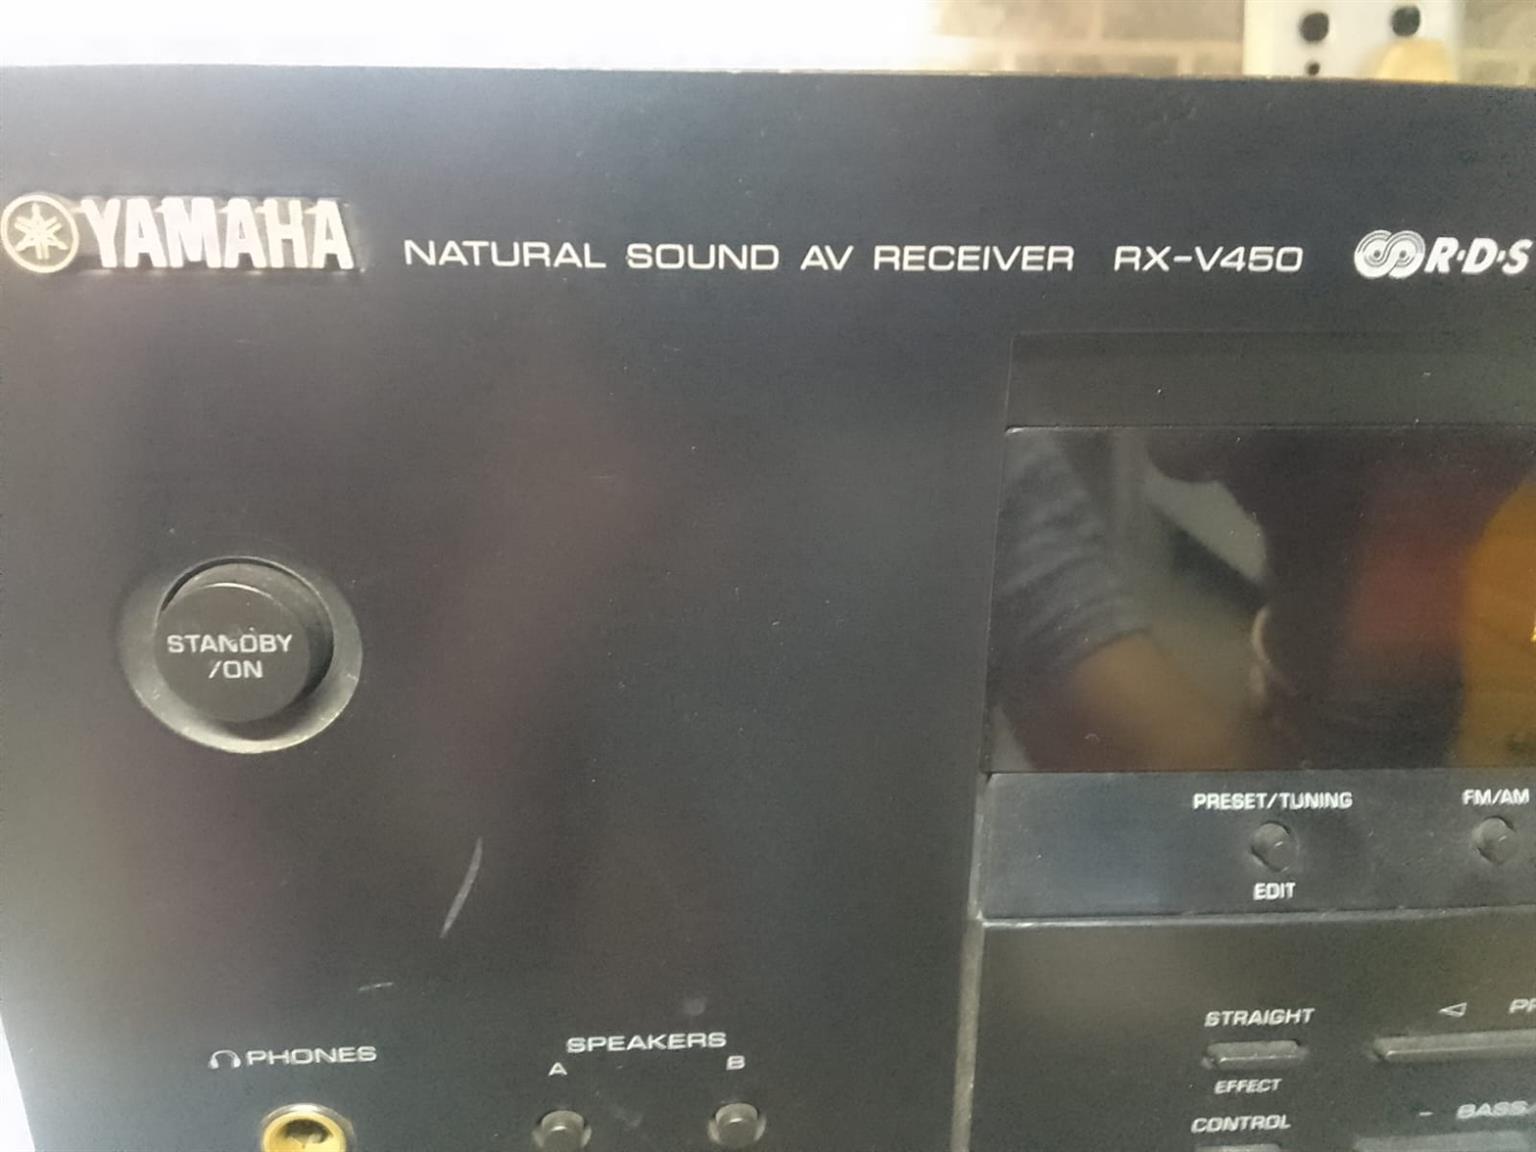 YAMAHA NATURAL SOUND AV RECEIVER RX-V450 R·D·S
STANDBY
/ON
PRESET/TUNING FM/AM
EDIT
STRAIGHT
EFFECT
PHONES
SPEAKERS
A B
CONTROL
- BASS